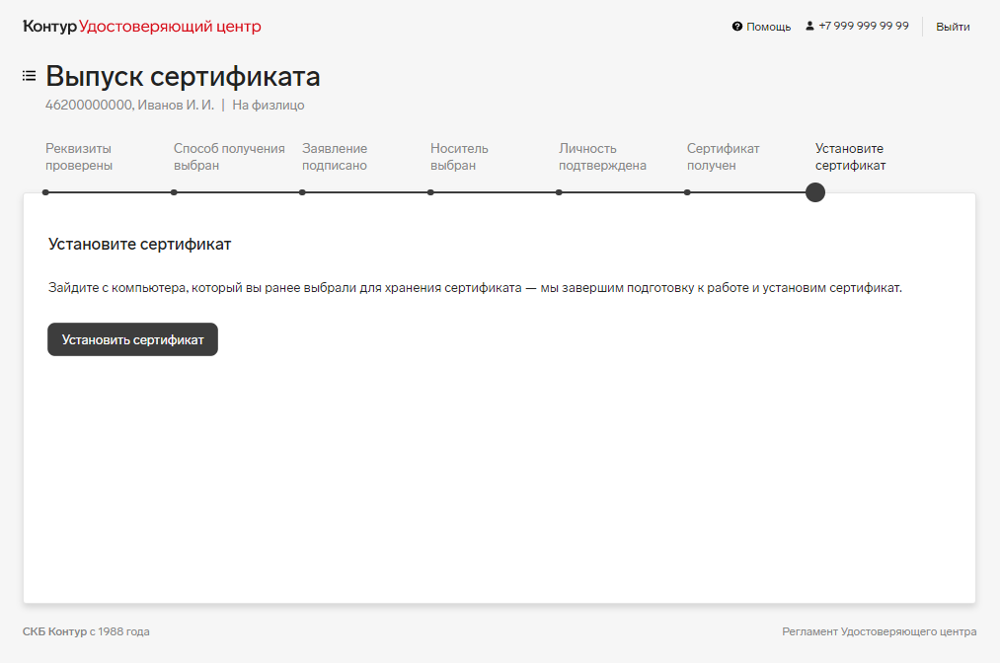 Контур Удостоверяющий центр
Помощь
+7 999 999 99 99
Выйти
Выпуск сертификата
46200000000, Иванов И. И. | На физлицо
Реквизиты
проверены
Способ получения
выбран
Заявление
подписано
Носитель
выбран
Личность
подтверждена
Сертификат
получен
Установите
сертификат
Установите сертификат
Зайдите с компьютера, который вы ранее выбрали для хранения сертификата — мы завершим подготовку к работе и установим сертификат.
Установить сертификат
СКБ Контур с 1988 года
Регламент Удостоверяющего центра